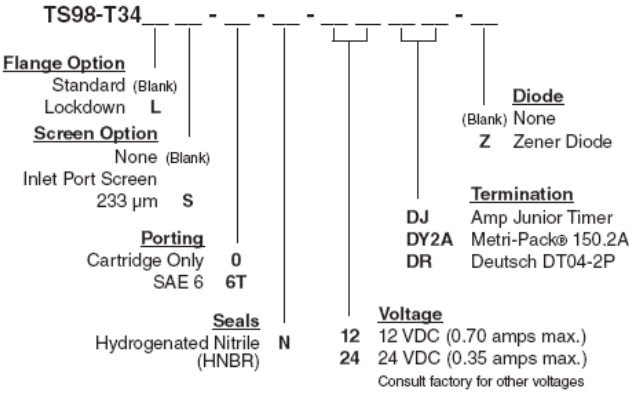 TS98-T34__ __ - __ - __ - __ __ __ __ - __
Flange Option
Standard (Blank)
Lockdown L
Screen Option
None (Blank)
Inlet Port Screen
233 µm S
Porting
Cartridge Only 0
SAE 6 6T
Seals
Hydrogenated Nitrile N
(HNBR)
Diode
(Blank) None
Z Zener Diode
Termination
DJ Amp Junior Timer
DY2A Metri-Pack® 150.2A
DR Deutsch DT04-2P
Voltage
12 12 VDC (0.70 amps max.)
24 24 VDC (0.35 amps max.)
Consult factory for other voltages